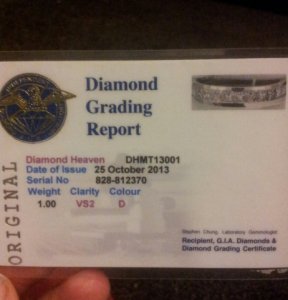 Diamond
Grading
Report
Diamond Heaven DHMT13001
Date of Issue 25 October 2013
Serial No 828-812370
Weight Clarity Colour
1.00 VS2 D
ORIGINAL
Stephen Chung, Laboratory Gemologist
Recipient, G.I.A. Diamonds &
Diamond Grading Certificate